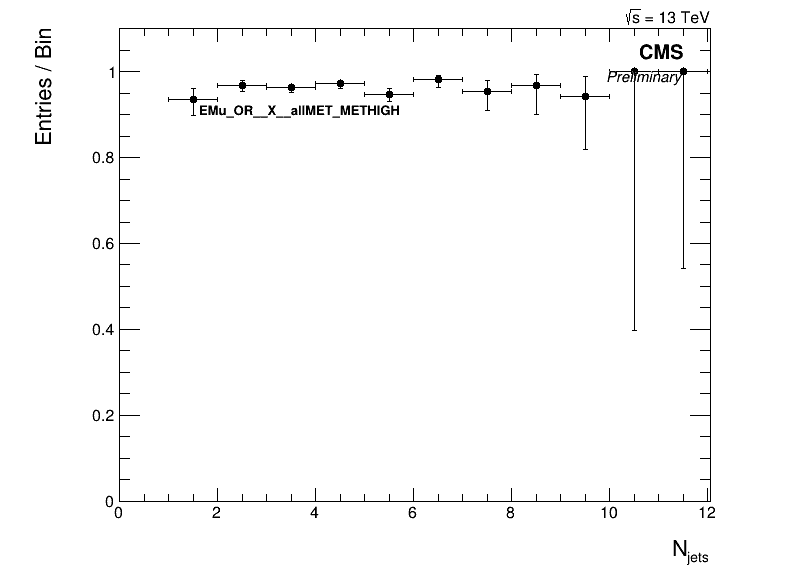 √s = 13 TeV
CMS
Preliminary
Entries / Bin
EMu_OR__X__allMET_METHIGH
1
0.8
0.6
0.4
0.2
0
0 2 4 6 8 10 12
N_jets